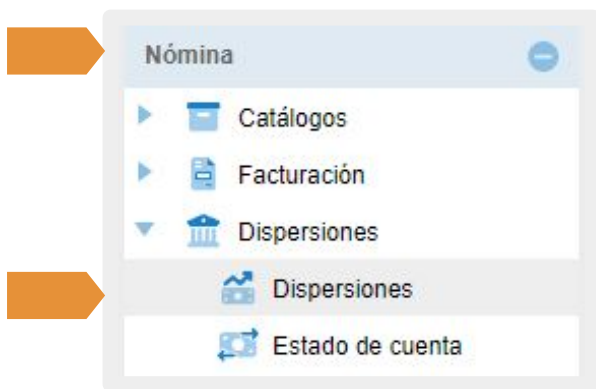 Nómina
Catálogos
Facturación
Dispersiones
Dispersiones
Estado de cuenta